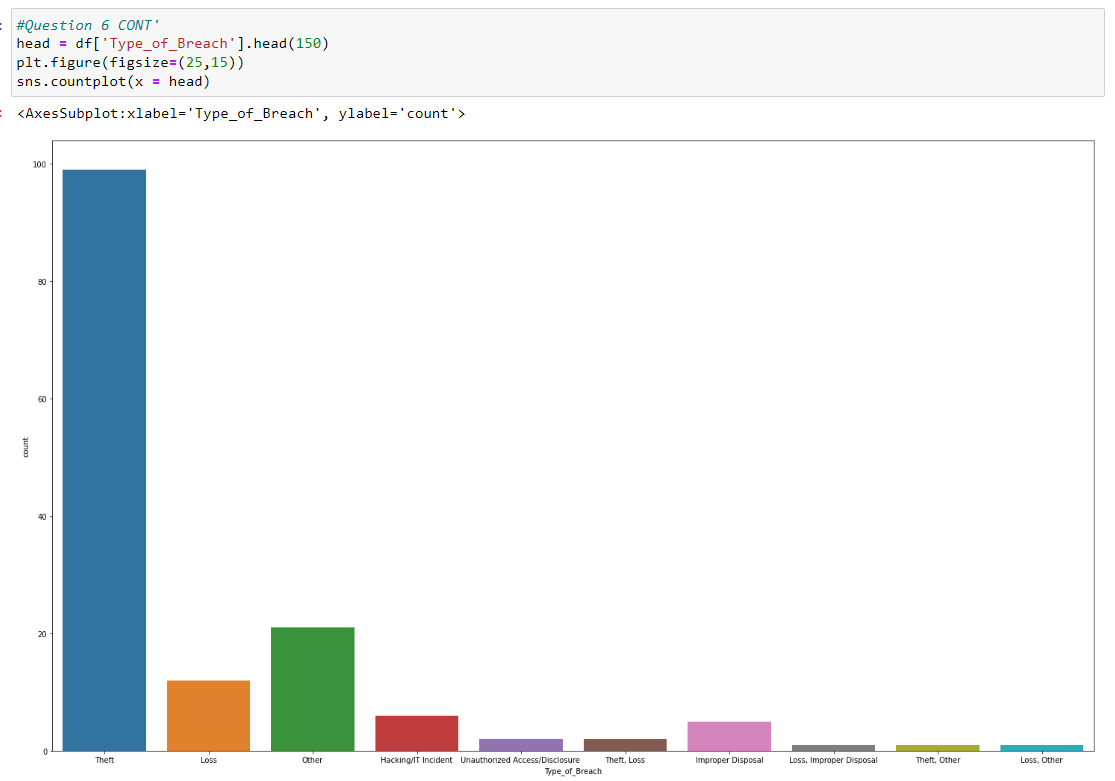 #Question 6 CONT'
head = df['Type_of_Breach'].head(150)
plt.figure(figsize=(25,15))
sns.countplot(x = head)
<AxesSubplot:xlabel='Type_of_Breach', ylabel='count'>
100
80
60
40
20
0
count
Theft
Loss
Other
Hacking/IT Incident
Unauthorized Access/Disclosure
Theft, Loss
Improper Disposal
Loss, Improper Disposal
Theft, Other
Loss, Other
Type_of_Breach